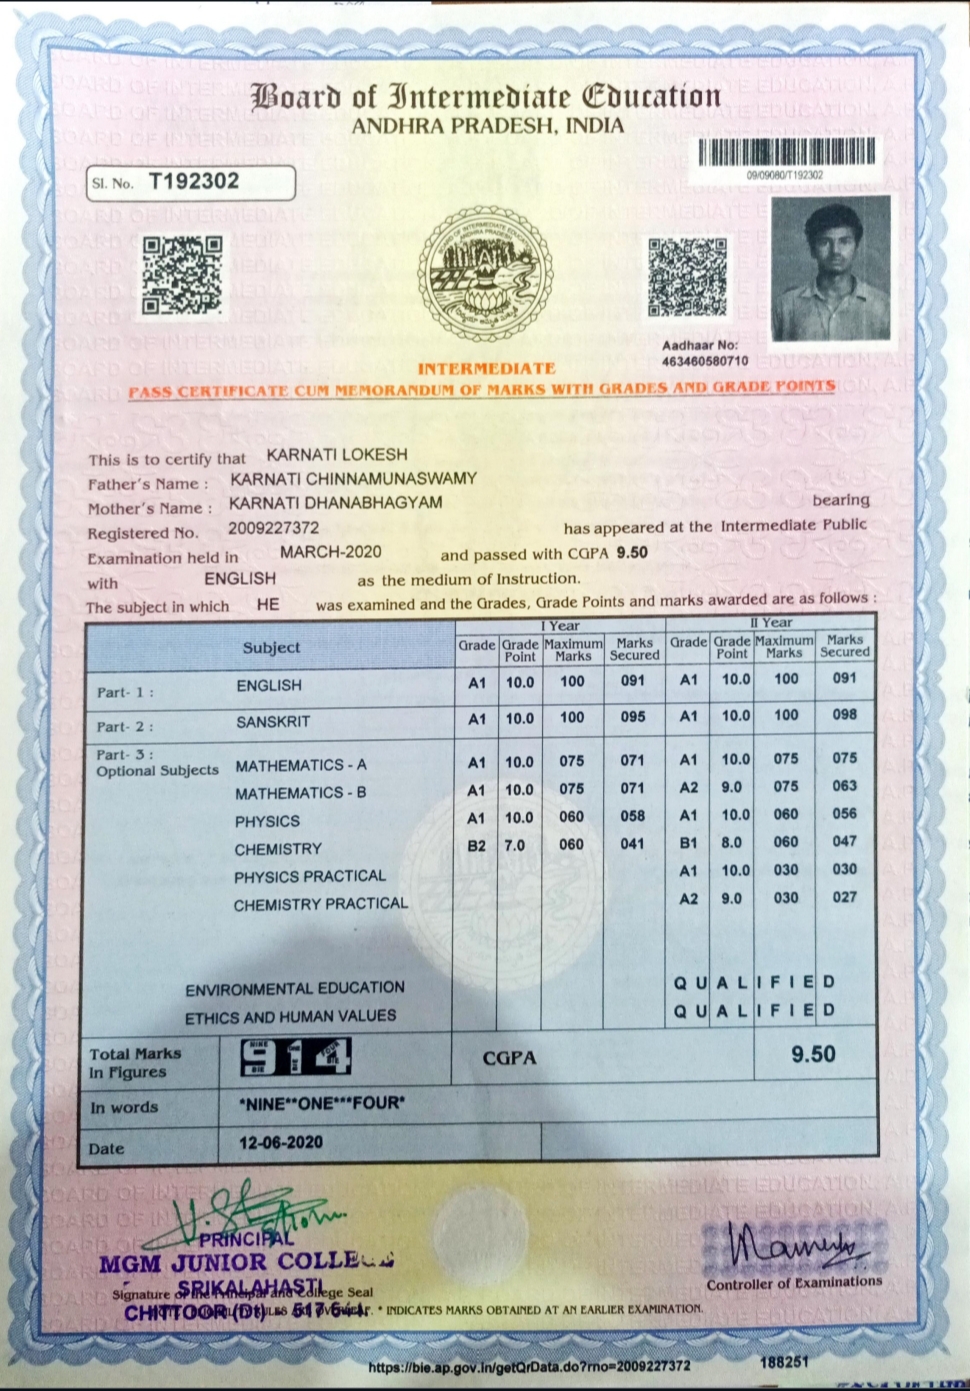 Board of Intermediate Education
ANDHRA PRADESH, INDIA
Sl. No. T192302
09/09080/T192302
Aadhaar No:
463460580710
INTERMEDIATE
PASS CERTIFICATE CUM MEMORANDUM OF MARKS WITH GRADES AND GRADE POINTS
This is to certify that KARNATI LOKESH
Father's Name : KARNATI CHINNAMUNASWAMY
Mother's Name : KARNATI DHANABHAGYAM bearing
Registered No. 2009227372 has appeared at the Intermediate Public
Examination held in MARCH-2020 and passed with CGPA 9.50
with ENGLISH as the medium of Instruction.
The subject in which HE was examined and the Grades, Grade Points and marks awarded are as follows :
Subject I Year II Year
Grade Grade Point Maximum Marks Marks Secured Grade Grade Point Maximum Marks Marks Secured
Part- 1 : ENGLISH A1 10.0 100 091 A1 10.0 100 091
Part- 2 : SANSKRIT A1 10.0 100 095 A1 10.0 100 098
Part- 3 :
Optional Subjects MATHEMATICS - A A1 10.0 075 071 A1 10.0 075 075
MATHEMATICS - B A1 10.0 075 071 A2 9.0 075 063
PHYSICS A1 10.0 060 058 A1 10.0 060 056
CHEMISTRY B2 7.0 060 041 B1 8.0 060 047
PHYSICS PRACTICAL A1 10.0 030 030
CHEMISTRY PRACTICAL A2 9.0 030 027
ENVIRONMENTAL EDUCATION QUALIFIED
ETHICS AND HUMAN VALUES QUALIFIED
Total Marks In Figures 914 CGPA 9.50
In words *NINE**ONE***FOUR*
Date 12-06-2020
PRINCIPAL
MGM JUNIOR COLLEGE
SRIKALAHASTI
Signature of the Principal and College Seal
CHITTOOR (Dt) - 517 644.
* INDICATES MARKS OBTAINED AT AN EARLIER EXAMINATION.
Controller of Examinations
https://bie.ap.gov.in/getQrData.do?rno=2009227372
188251